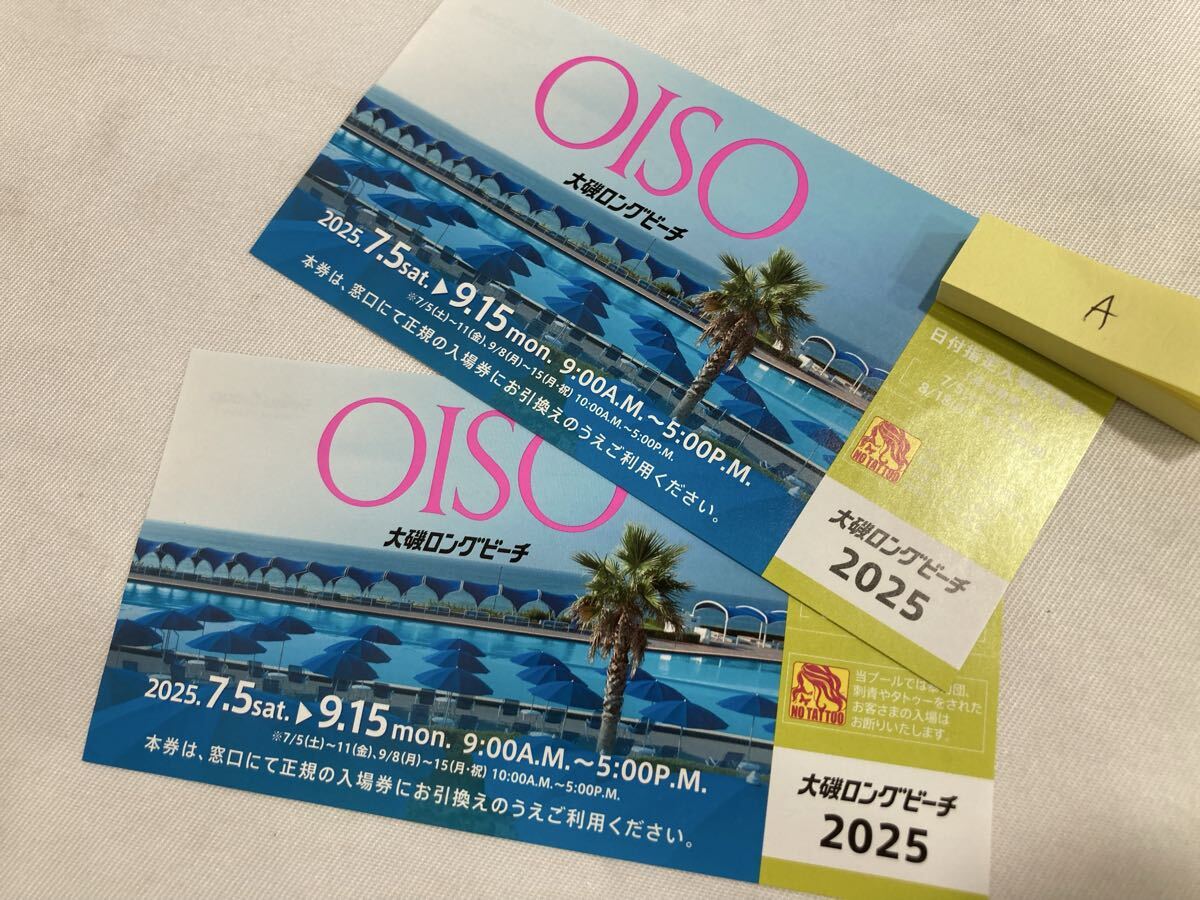 OISO
大磯ロングビーチ
2025.7.5sat.▶9.15mon. 9:00A.M.~5:00P.M.
※7/5(土)~11(金)、9/8(月)~15(月・祝) 10:00A.M.~5:00P.M.
本券は、窓口にて正規の入場券にお引換えのうえご利用ください。
日付指定入
NO TATTOO
大磯ロングビーチ
2025
A
OISO
大磯ロングビーチ
2025.7.5sat.▶9.15mon. 9:00A.M.~5:00P.M.
※7/5(土)~11(金)、9/8(月)~15(月・祝) 10:00A.M.~5:00P.M.
本券は、窓口にて正規の入場券にお引換えのうえご利用ください。
NO TATTOO
当プールでは 団、
刺青やタトゥーをされた
お客さまの入場は
お断りいたします。
大磯ロングビーチ
2025